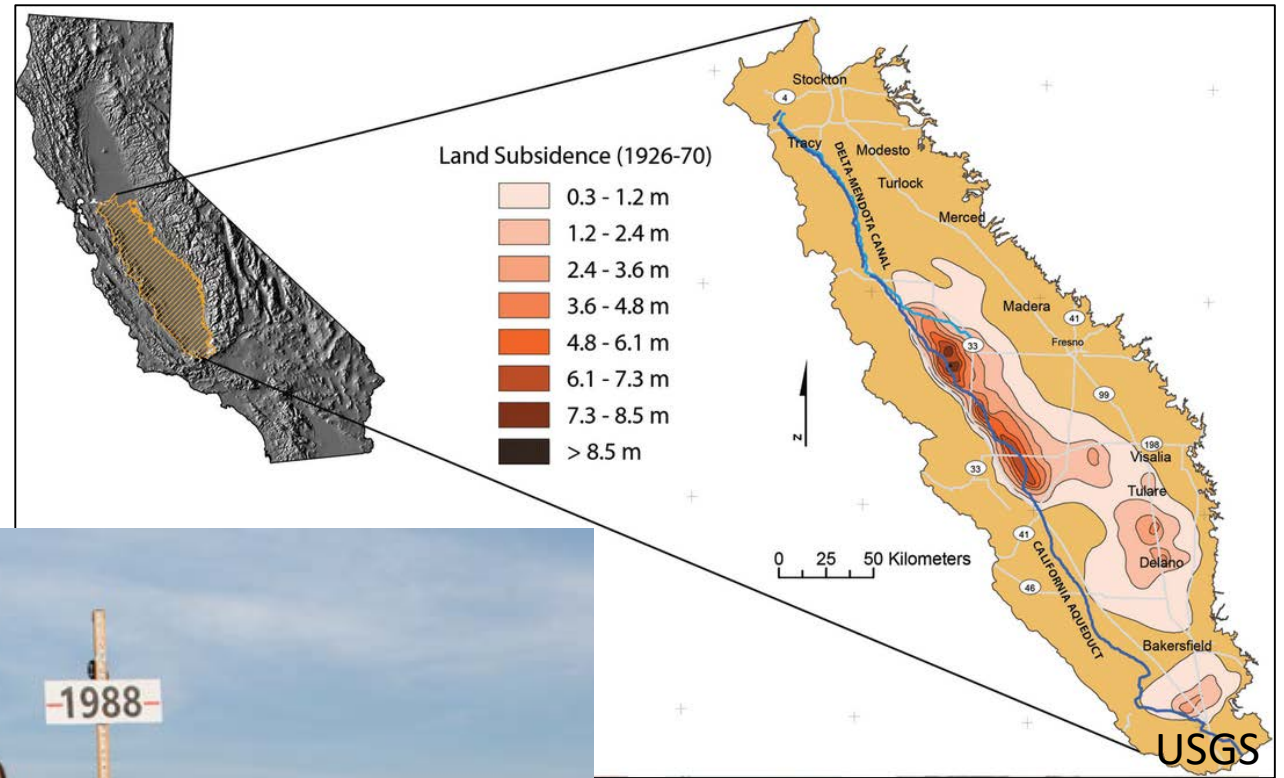 Land Subsidence (1926-70)
0.3 - 1.2 m
1.2 - 2.4 m
2.4 - 3.6 m
3.6 - 4.8 m
4.8 - 6.1 m
6.1 - 7.3 m
7.3 - 8.5 m
> 8.5 m
Stockton
4
Tracy
DELTA-MENDOTA CANAL
Modesto
Turlock
Merced
Madera
41
33
Fresno
99
198
33
Visalia
Tulare
41
Delano
46
CALIFORNIA AQUEDUCT
Bakersfield
N
0 25 50 Kilometers
USGS
-1988-